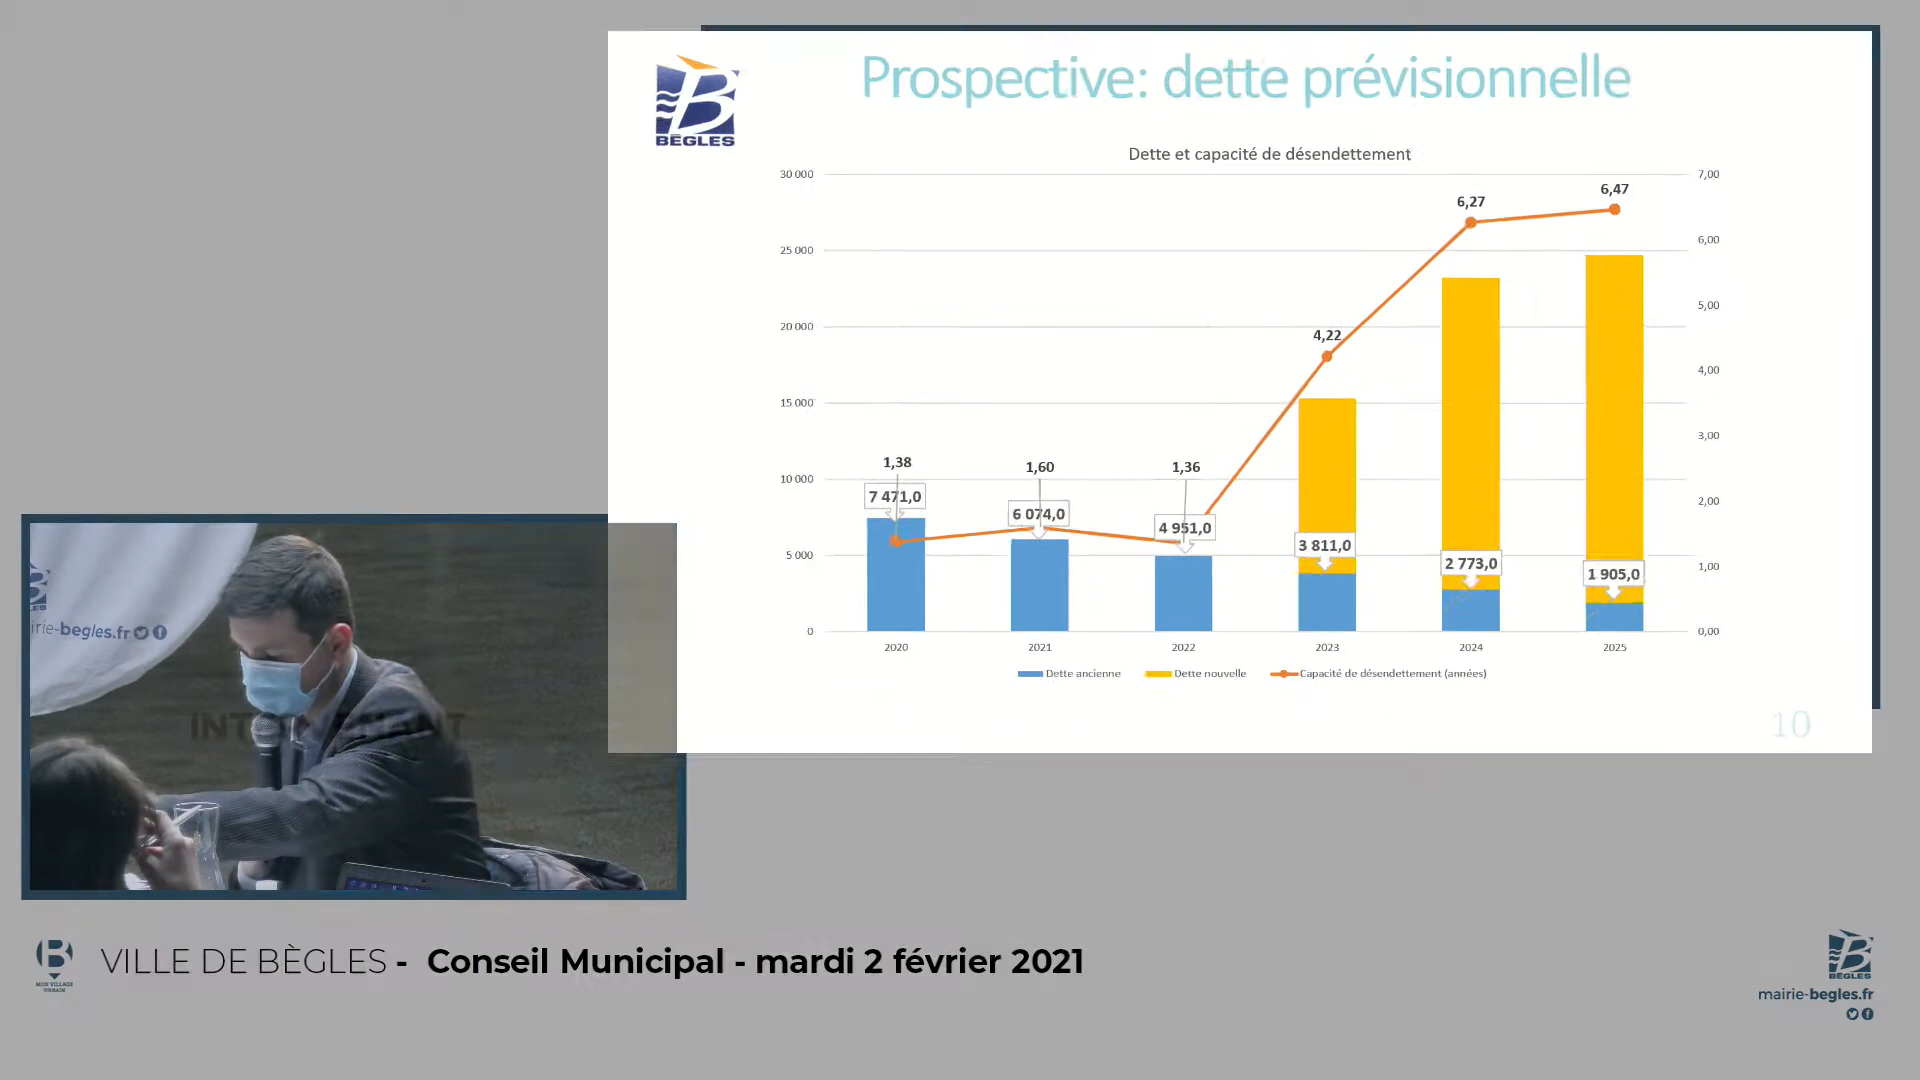 BÈGLES
Prospective: dette prévisionnelle
Dette et capacité de désendettement
30 000
25 000
20 000
15 000
10 000
5 000
0
7,00
6,00
5,00
4,00
3,00
2,00
1,00
0,00
1,38
1,60
1,36
4,22
6,27
6,47
7 471,0
6 074,0
4 951,0
3 811,0
2 773,0
1 905,0
2020
2021
2022
2023
2024
2025
Dette ancienne
Dette nouvelle
Capacité de désendettement (années)
10
irie-begles.fr
MON VILLAGE
URBAIN
VILLE DE BÈGLES - Conseil Municipal - mardi 2 février 2021
BÈGLES
mairie-begles.fr